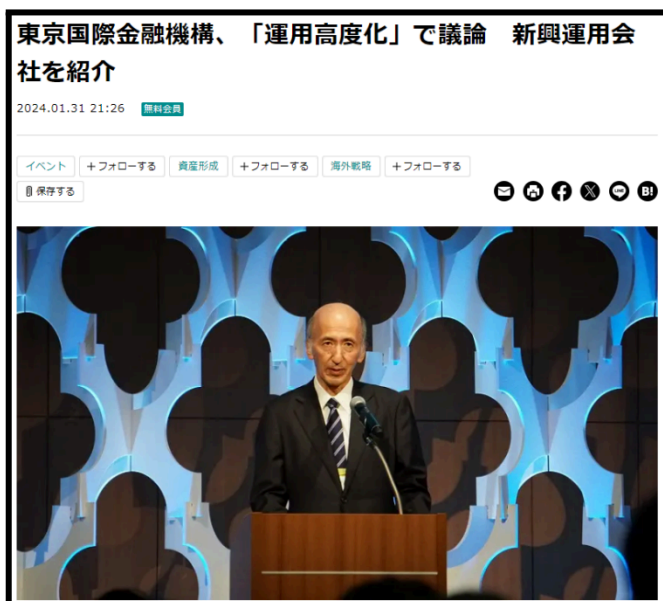 東京国際金融機構、「運用高度化」で議論　新興運用会
社を紹介
2024.01.31 21:26 無料会員
イベント ＋フォローする 資産形成 ＋フォローする 海外戦略 ＋フォローする
保存する
LINE B!